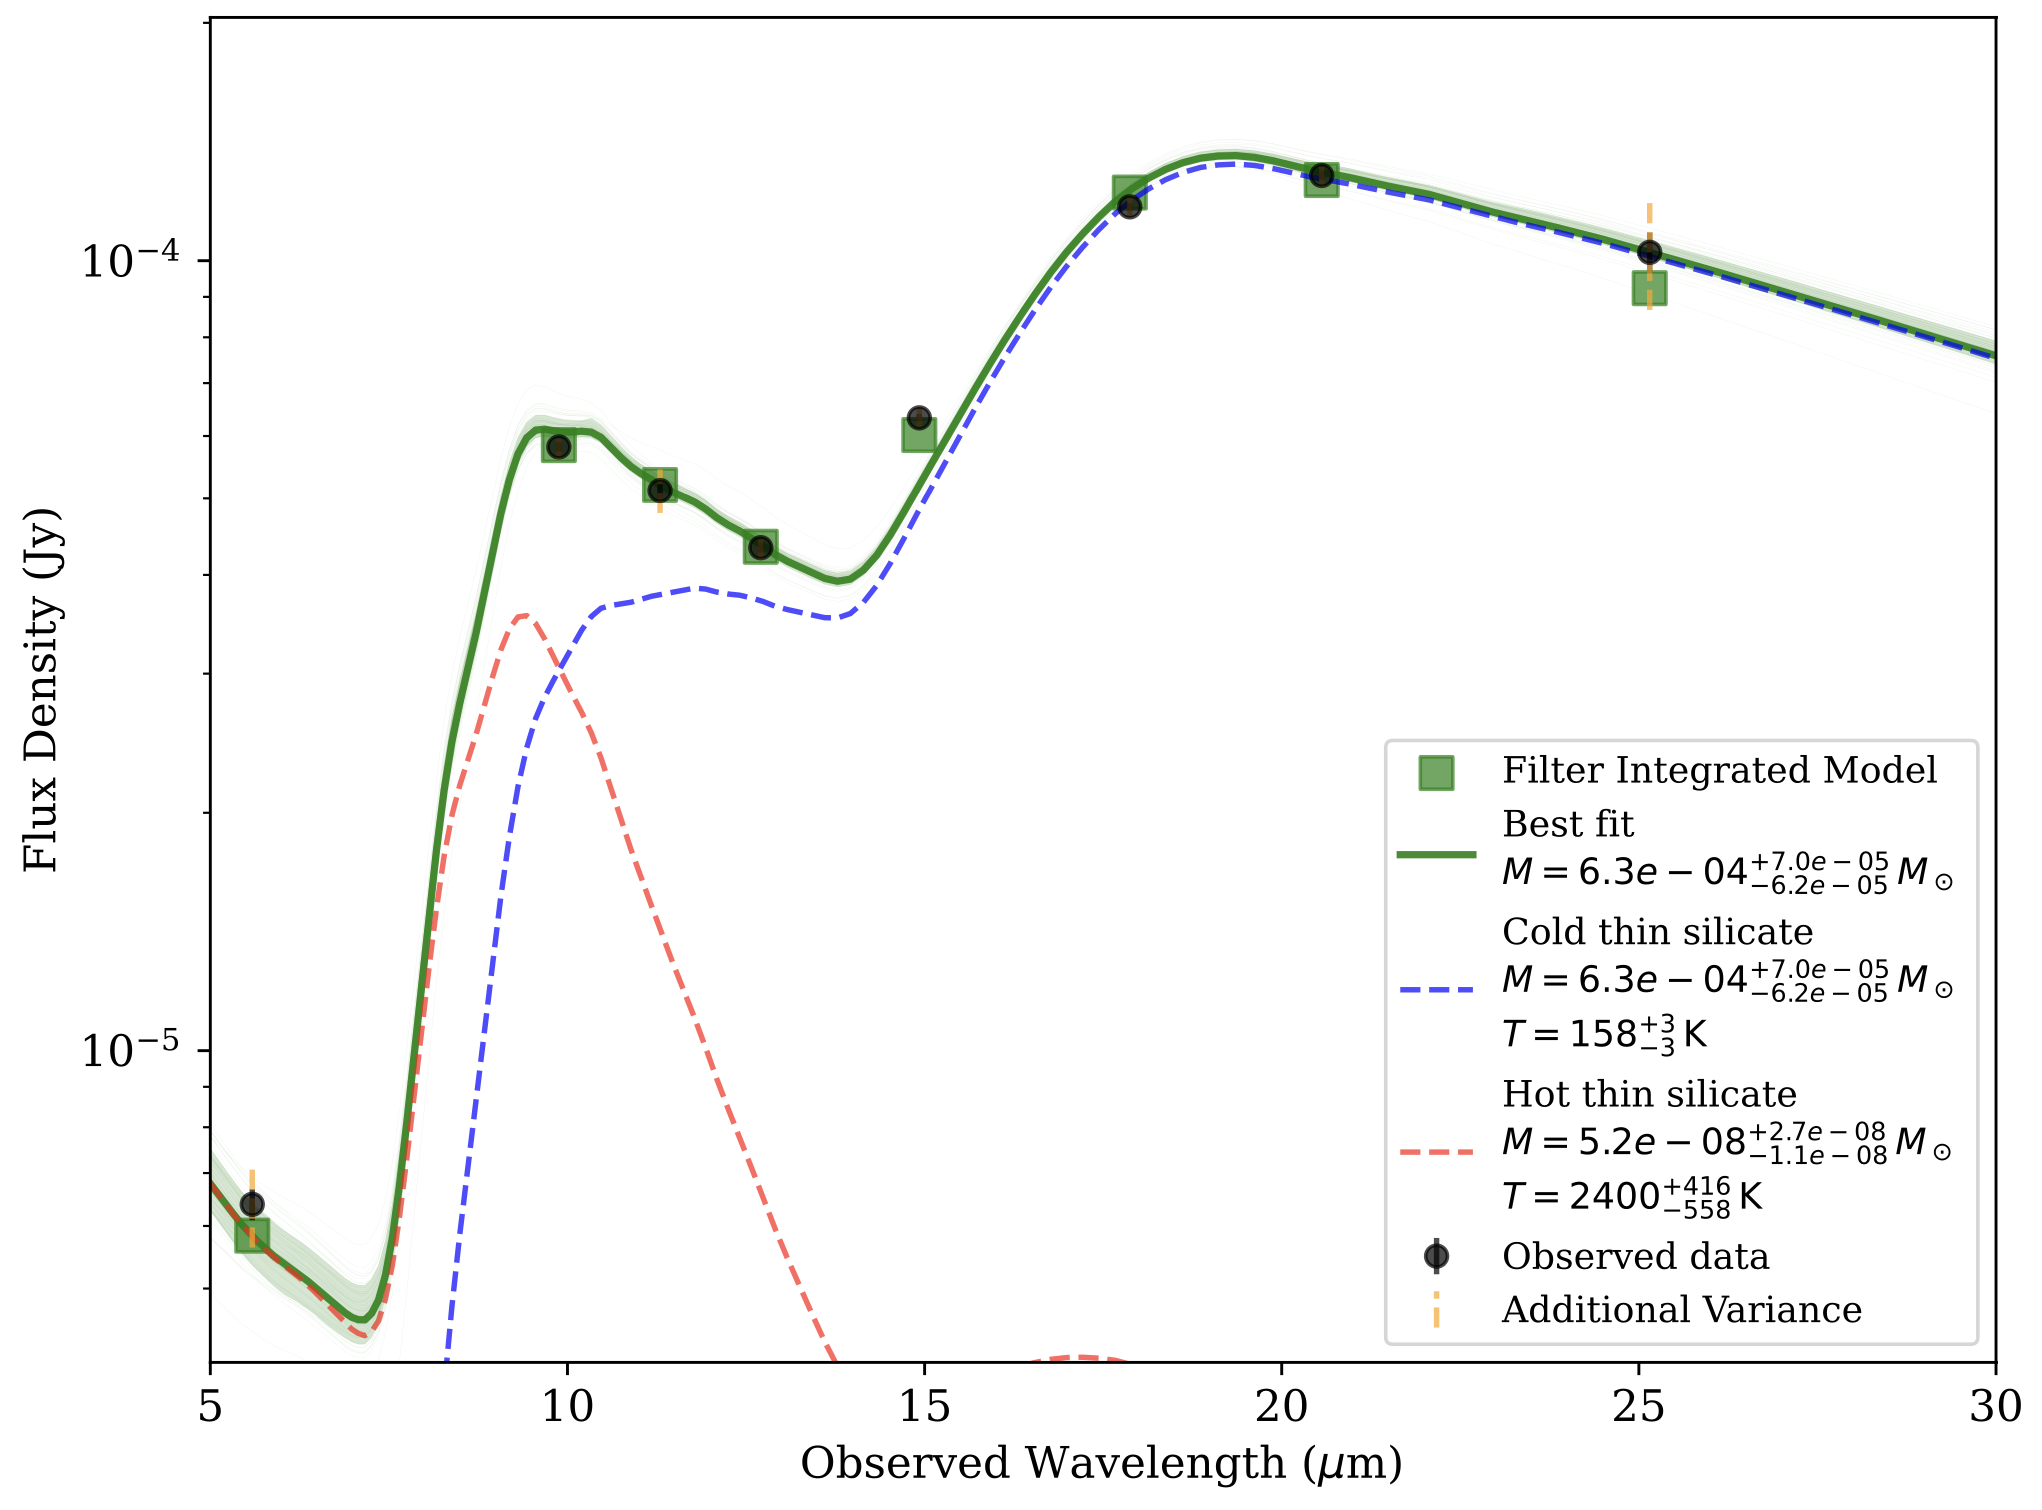 Flux Density (Jy)
10⁻⁴
10⁻⁵
Filter Integrated Model
Best fit
M = 6.3e − 04 +7.0e − 05 −6.2e − 05 M⊙
Cold thin silicate
M = 6.3e − 04 +7.0e − 05 −6.2e − 05 M⊙
T = 158 +3 −3 K
Hot thin silicate
M = 5.2e − 08 +2.7e − 08 −1.1e − 08 M⊙
T = 2400 +416 −558 K
Observed data
Additional Variance
5 10 15 20 25 30
Observed Wavelength (μm)